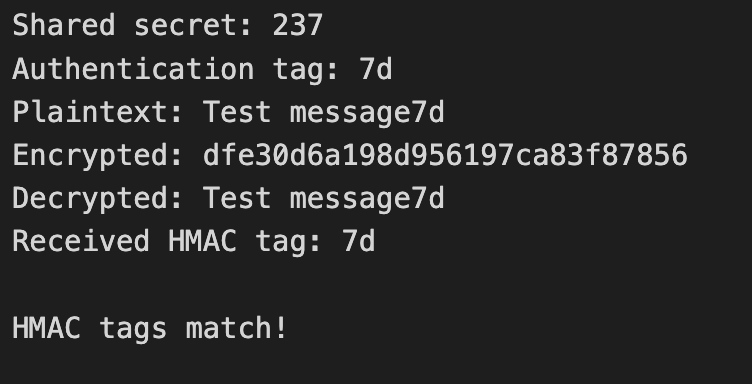 Shared secret: 237
Authentication tag: 7d
Plaintext: Test message7d
Encrypted: dfe30d6a198d956197ca83f87856
Decrypted: Test message7d
Received HMAC tag: 7d
HMAC tags match!